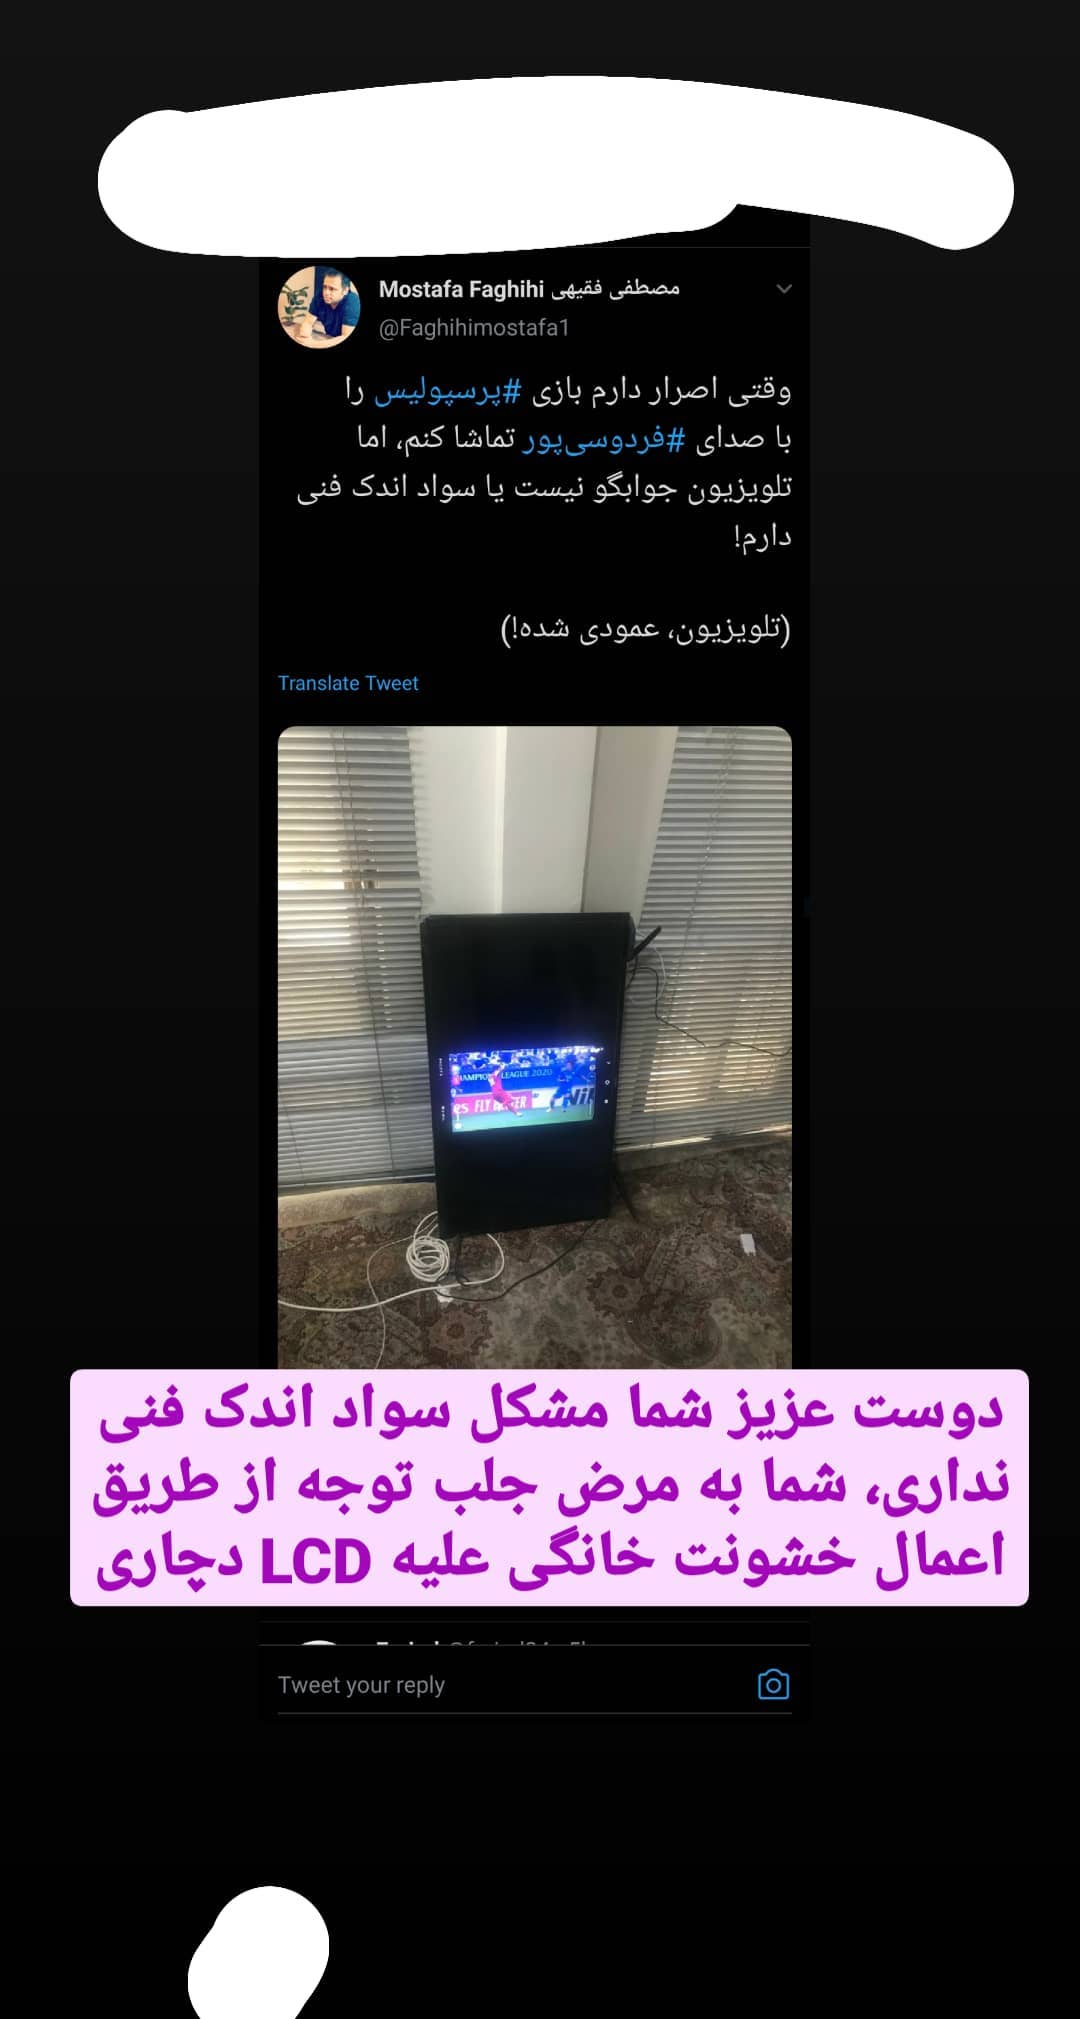 Mostafa Faghihi مصطفی فقیهی
@Faghihimostafa1
وقتی اصرار دارم بازی #پرسپولیس را
با صدای #فردوسی‌پور تماشا کنم، اما
تلویزیون جوابگو نیست یا سواد اندک فنی
دارم!
(تلویزیون، عمودی شده!)
Translate Tweet
LEAGUE 2020
FLY
دوست عزیز شما مشکل سواد اندک فنی
نداری، شما به مرض جلب توجه از طریق
اعمال خشونت خانگی علیه LCD دچاری
Tweet your reply